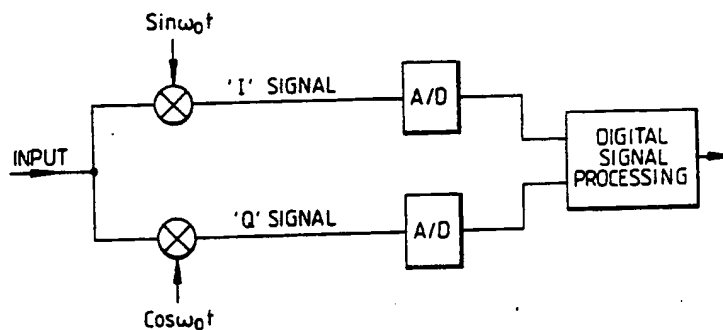 Sinω₀t
'I' SIGNAL
A/D
INPUT
DIGITAL
SIGNAL
PROCESSING
'Q' SIGNAL
A/D
Cosω₀t